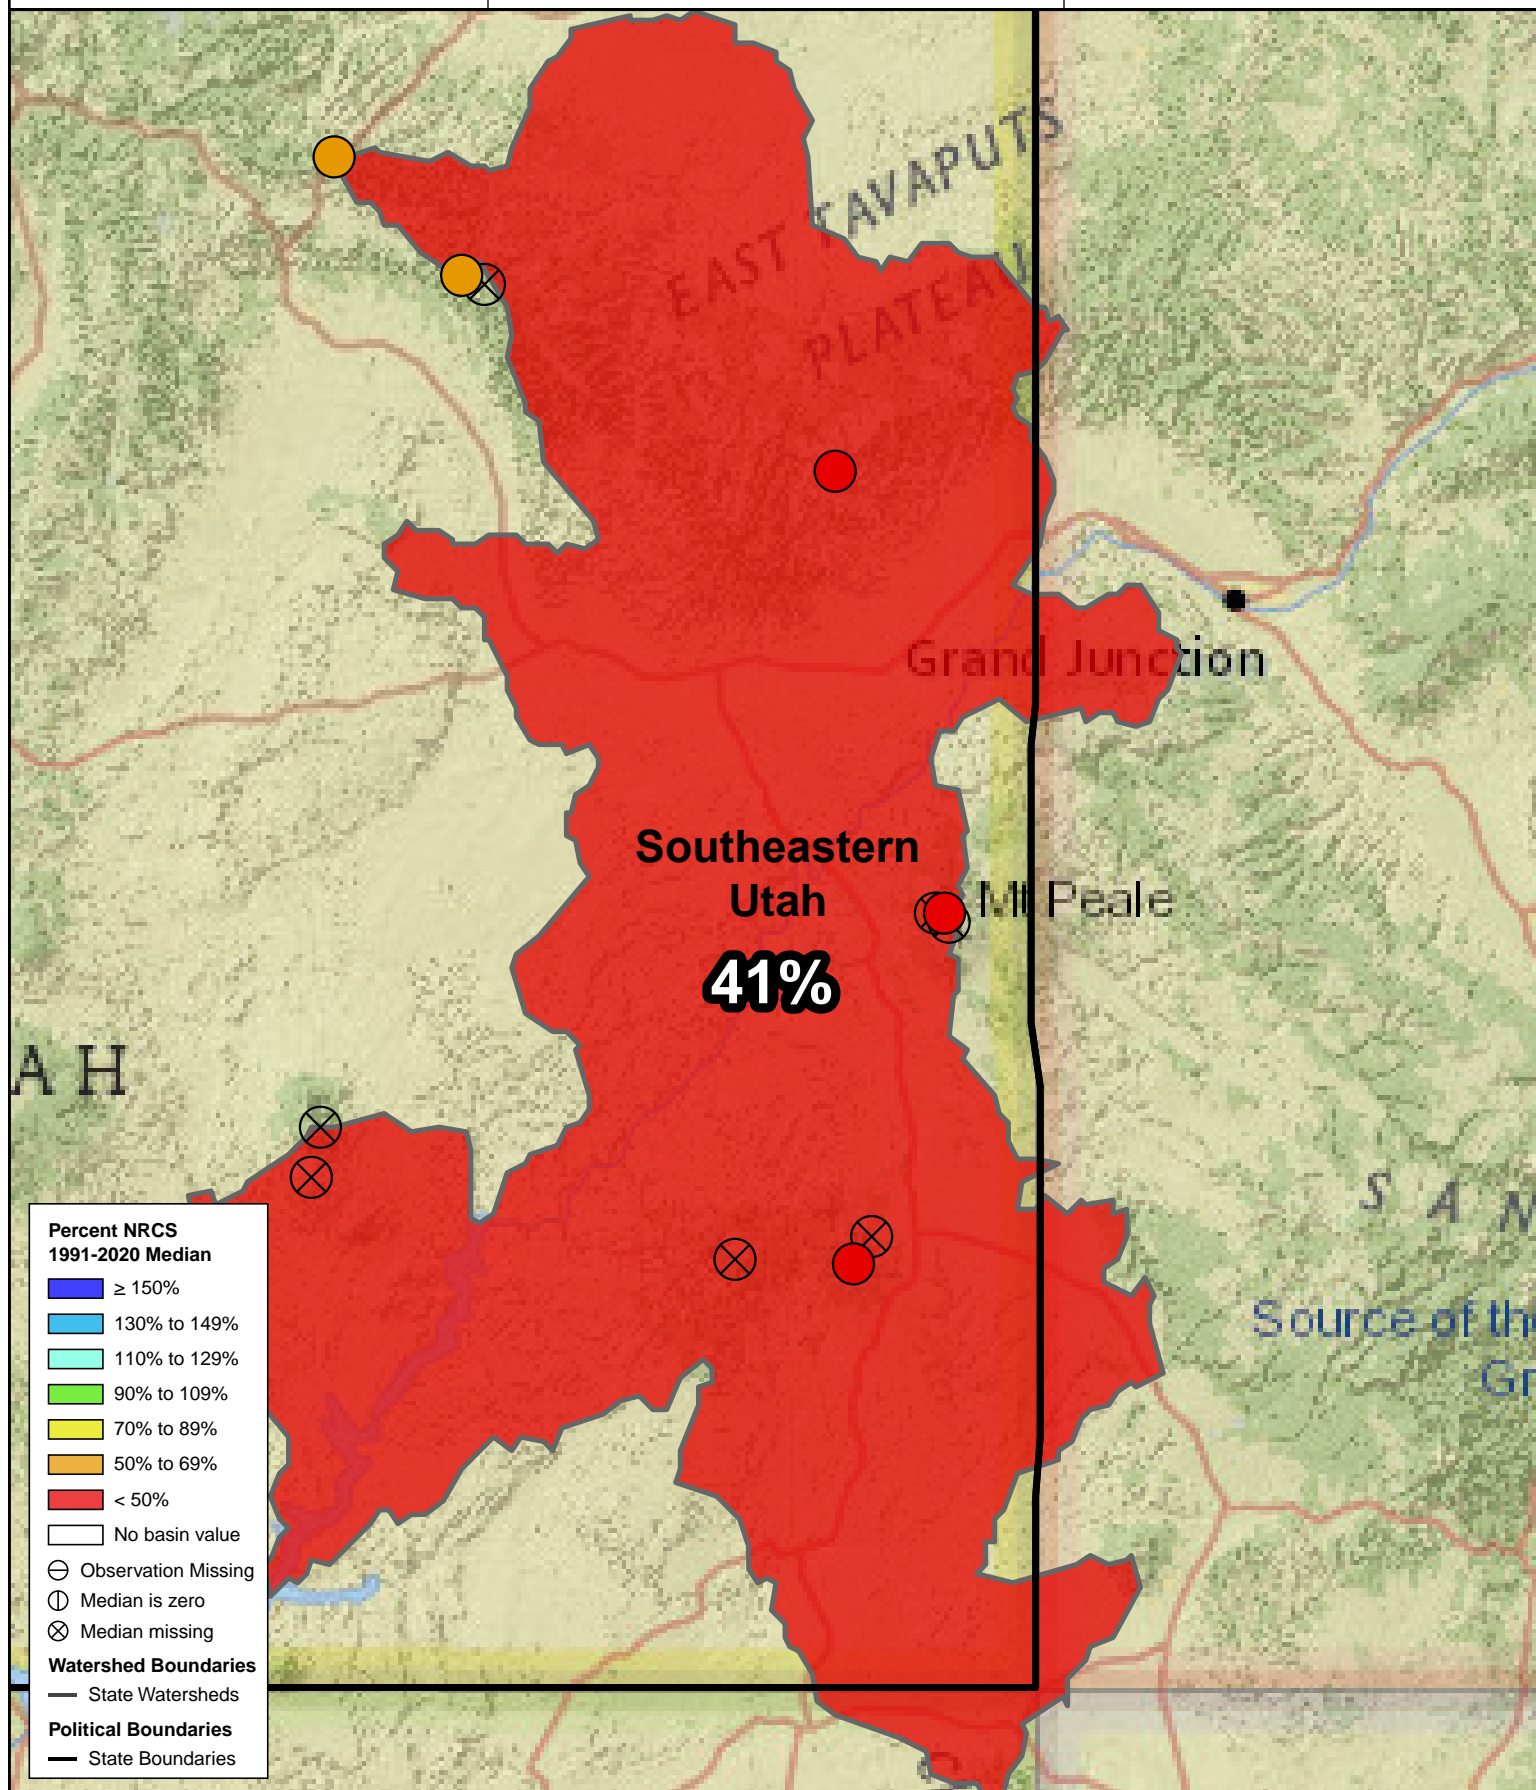 EAST TAVAPUTS
PLATEAU
Grand Junction
Southeastern
Utah
Peale
41%
AH
SAN
Source of the
Gr
Percent NRCS
1991-2020 Median
≥ 150%
130% to 149%
110% to 129%
90% to 109%
70% to 89%
50% to 69%
< 50%
No basin value
Observation Missing
Median is zero
Median missing
Watershed Boundaries
State Watersheds
Political Boundaries
State Boundaries